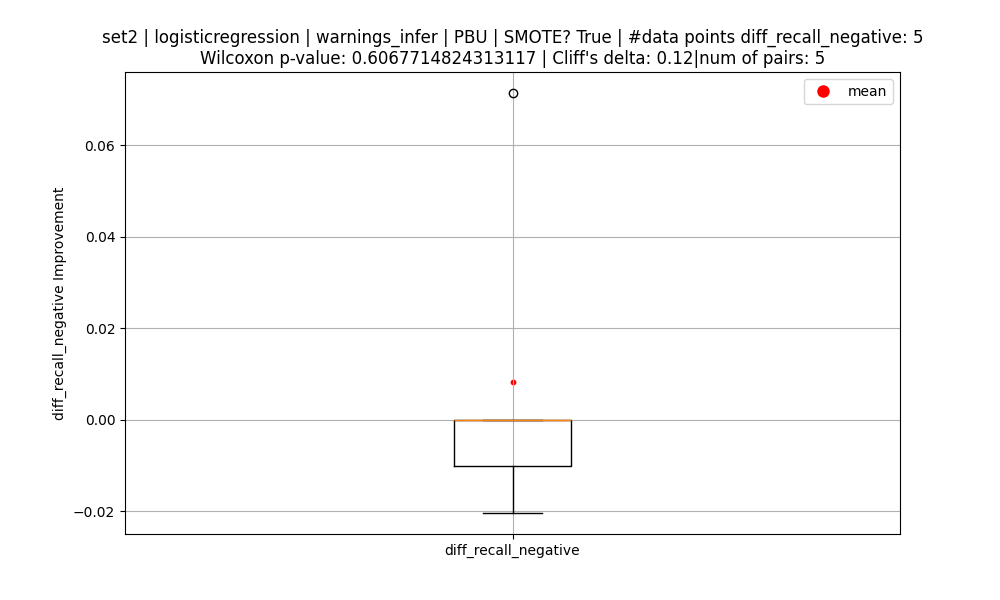 set2 | logisticregression | warnings_infer | PBU | SMOTE? True | #data points diff_recall_negative: 5
Wilcoxon p-value: 0.6067714824313117 | Cliff's delta: 0.12|num of pairs: 5
mean
0.06
0.04
0.02
0.00
−0.02
diff_recall_negative Improvement
diff_recall_negative